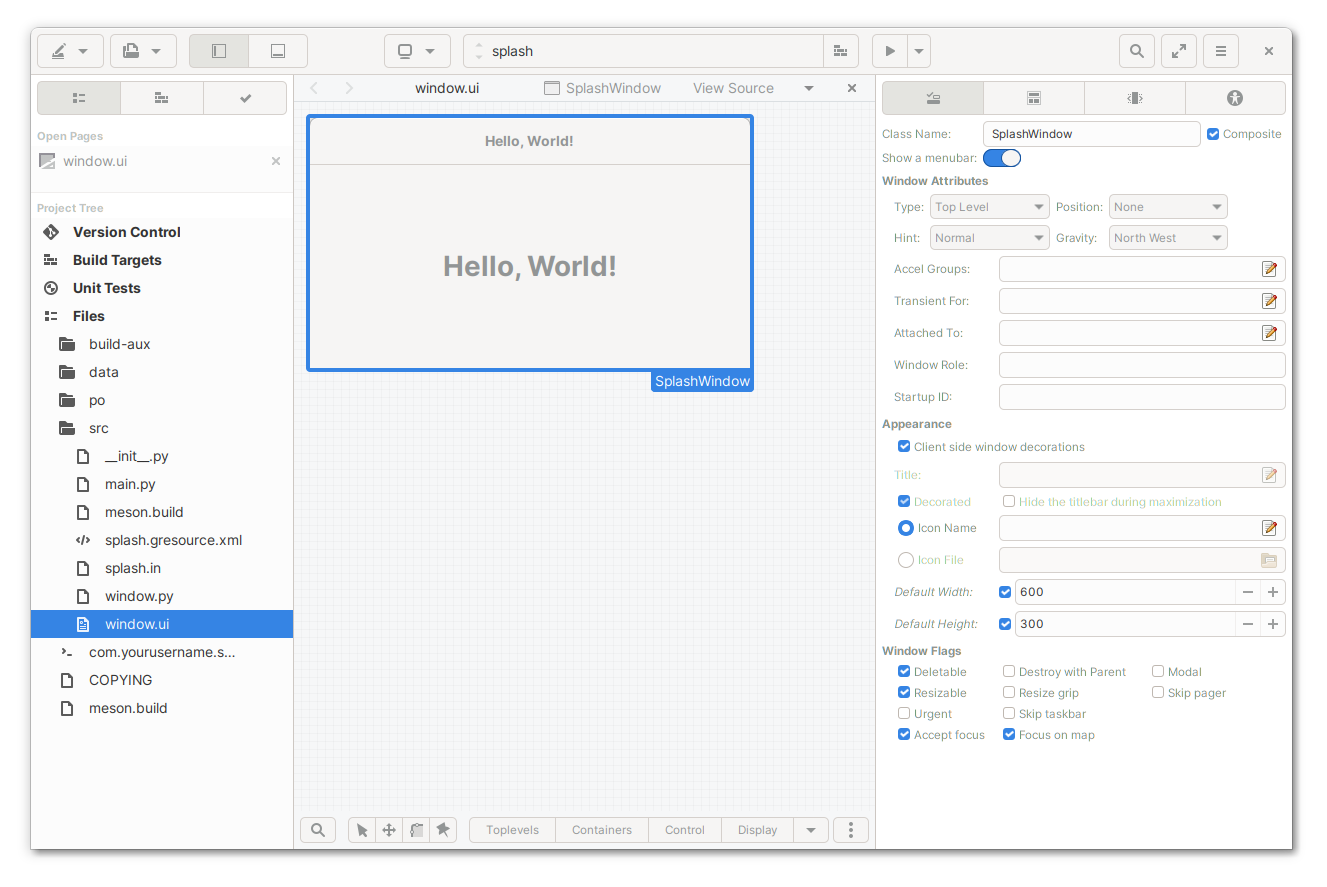 splash
Open Pages
window.ui
Project Tree
Version Control
Build Targets
Unit Tests
Files
build-aux
data
po
src
__init__.py
main.py
meson.build
splash.gresource.xml
splash.in
window.py
window.ui
com.yourusername.s...
COPYING
meson.build
window.ui SplashWindow View Source
Hello, World!
Hello, World!
SplashWindow
Toplevels Containers Control Display
Class Name: SplashWindow Composite
Show a menubar:
Window Attributes
Type: Top Level Position: None
Hint: Normal Gravity: North West
Accel Groups:
Transient For:
Attached To:
Window Role:
Startup ID:
Appearance
Client side window decorations
Title:
Decorated Hide the titlebar during maximization
Icon Name
Icon File
Default Width: 600
Default Height: 300
Window Flags
Deletable Destroy with Parent Modal
Resizable Resize grip Skip pager
Urgent Skip taskbar
Accept focus Focus on map